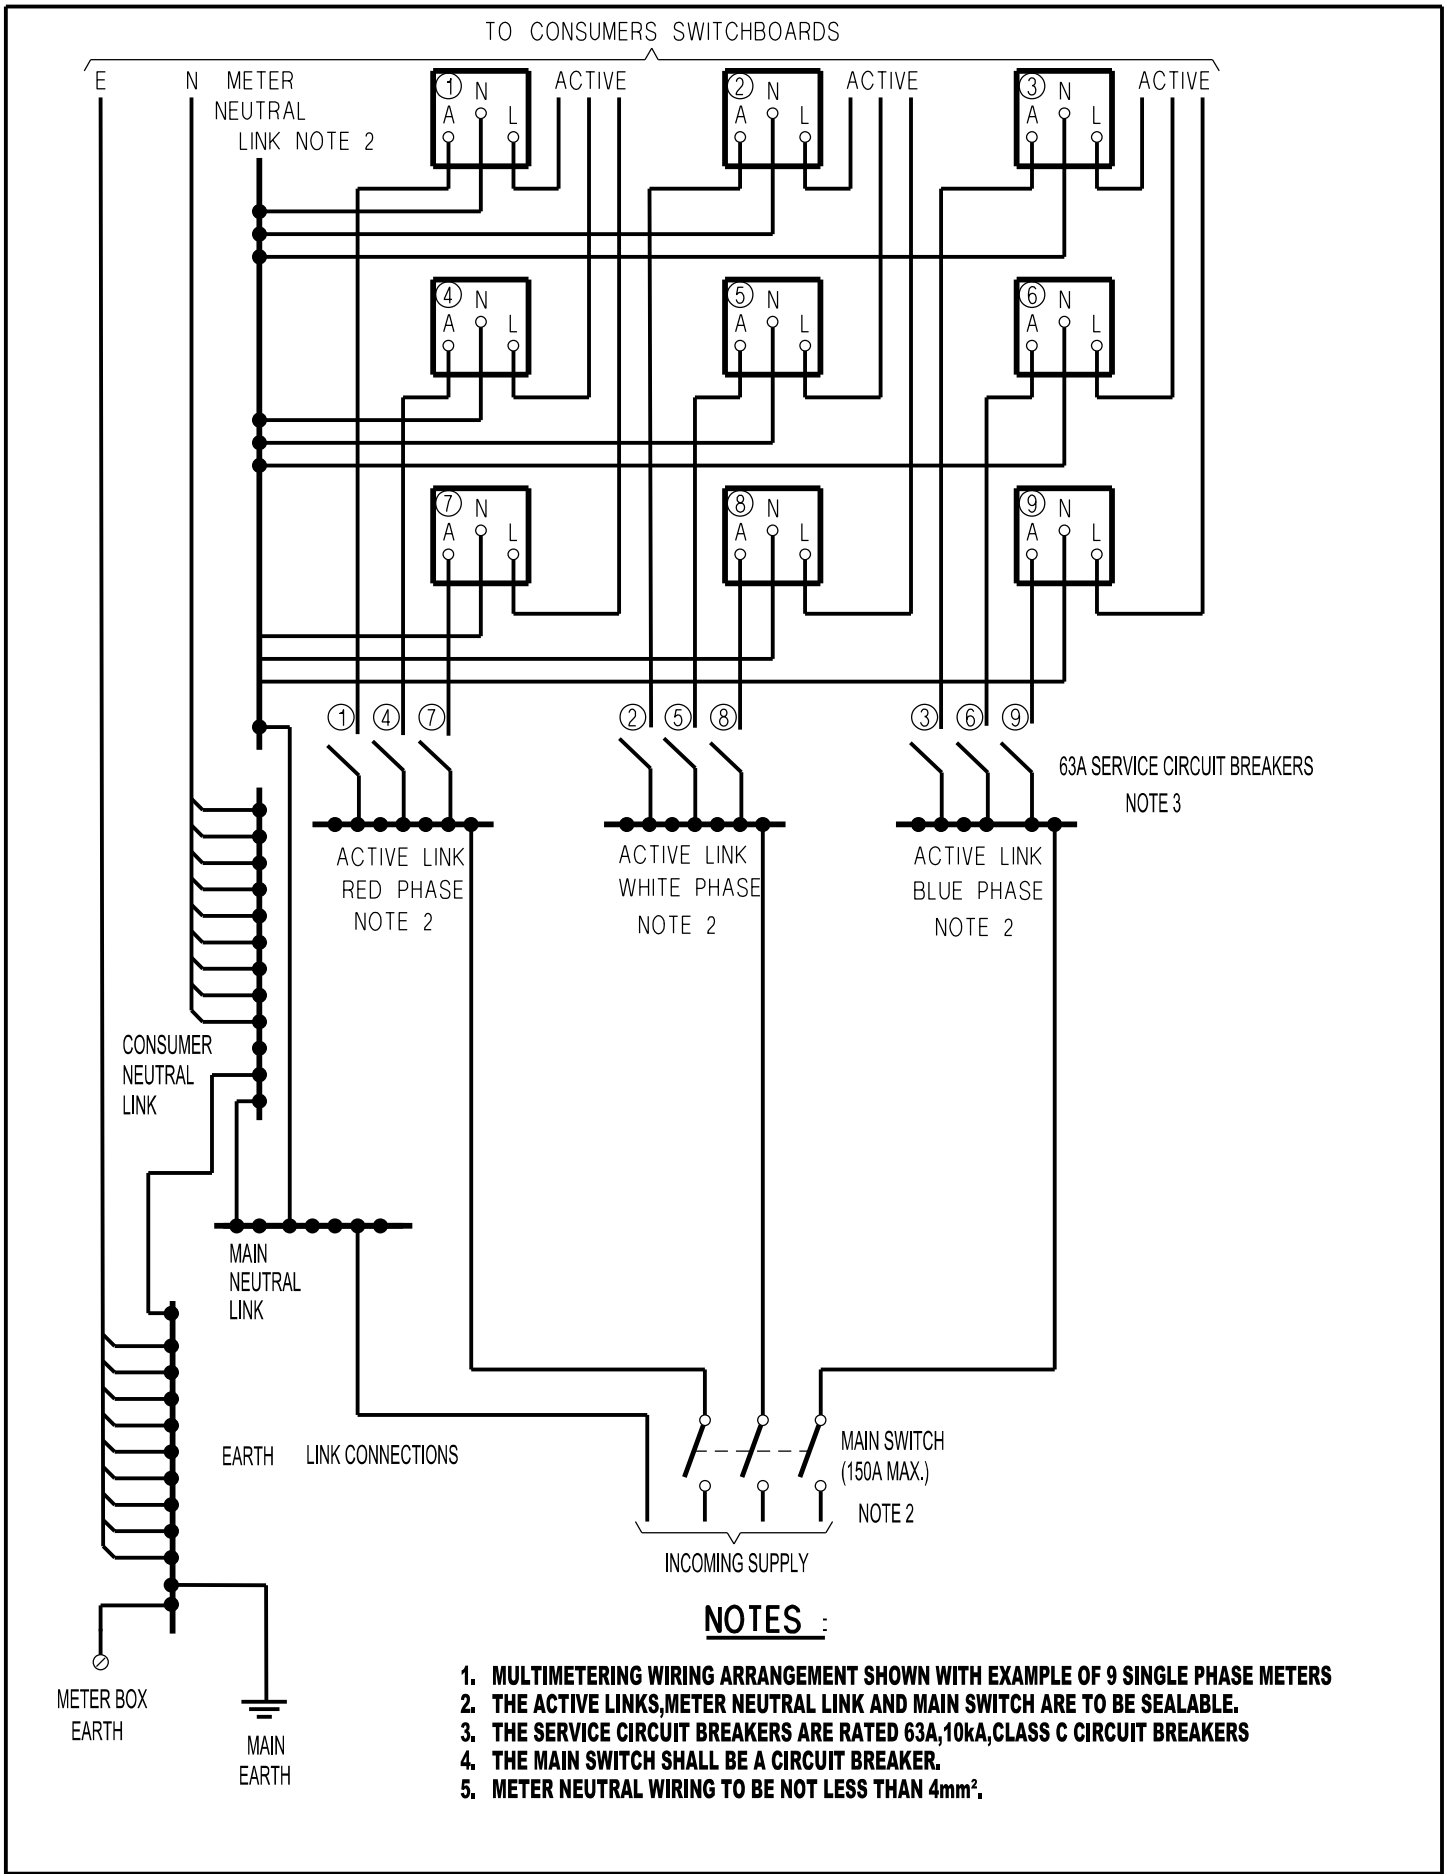 TO CONSUMERS SWITCHBOARDS
E N METER
NEUTRAL
LINK NOTE 2
1 N
A L
ACTIVE
2 N
A L
ACTIVE
3 N
A L
ACTIVE
4 N
A L
5 N
A L
6 N
A L
7 N
A L
8 N
A L
9 N
A L
1 4 7 2 5 8 3 6 9
63A SERVICE CIRCUIT BREAKERS
NOTE 3
ACTIVE LINK
RED PHASE
NOTE 2
ACTIVE LINK
WHITE PHASE
NOTE 2
ACTIVE LINK
BLUE PHASE
NOTE 2
CONSUMER
NEUTRAL
LINK
MAIN
NEUTRAL
LINK
EARTH LINK CONNECTIONS
MAIN SWITCH
(150A MAX.)
NOTE 2
INCOMING SUPPLY
METER BOX
EARTH
MAIN
EARTH
NOTES :
1. MULTIMETERING WIRING ARRANGEMENT SHOWN WITH EXAMPLE OF 9 SINGLE PHASE METERS
2. THE ACTIVE LINKS,METER NEUTRAL LINK AND MAIN SWITCH ARE TO BE SEALABLE.
3. THE SERVICE CIRCUIT BREAKERS ARE RATED 63A,10kA,CLASS C CIRCUIT BREAKERS
4. THE MAIN SWITCH SHALL BE A CIRCUIT BREAKER.
5. METER NEUTRAL WIRING TO BE NOT LESS THAN 4mm².